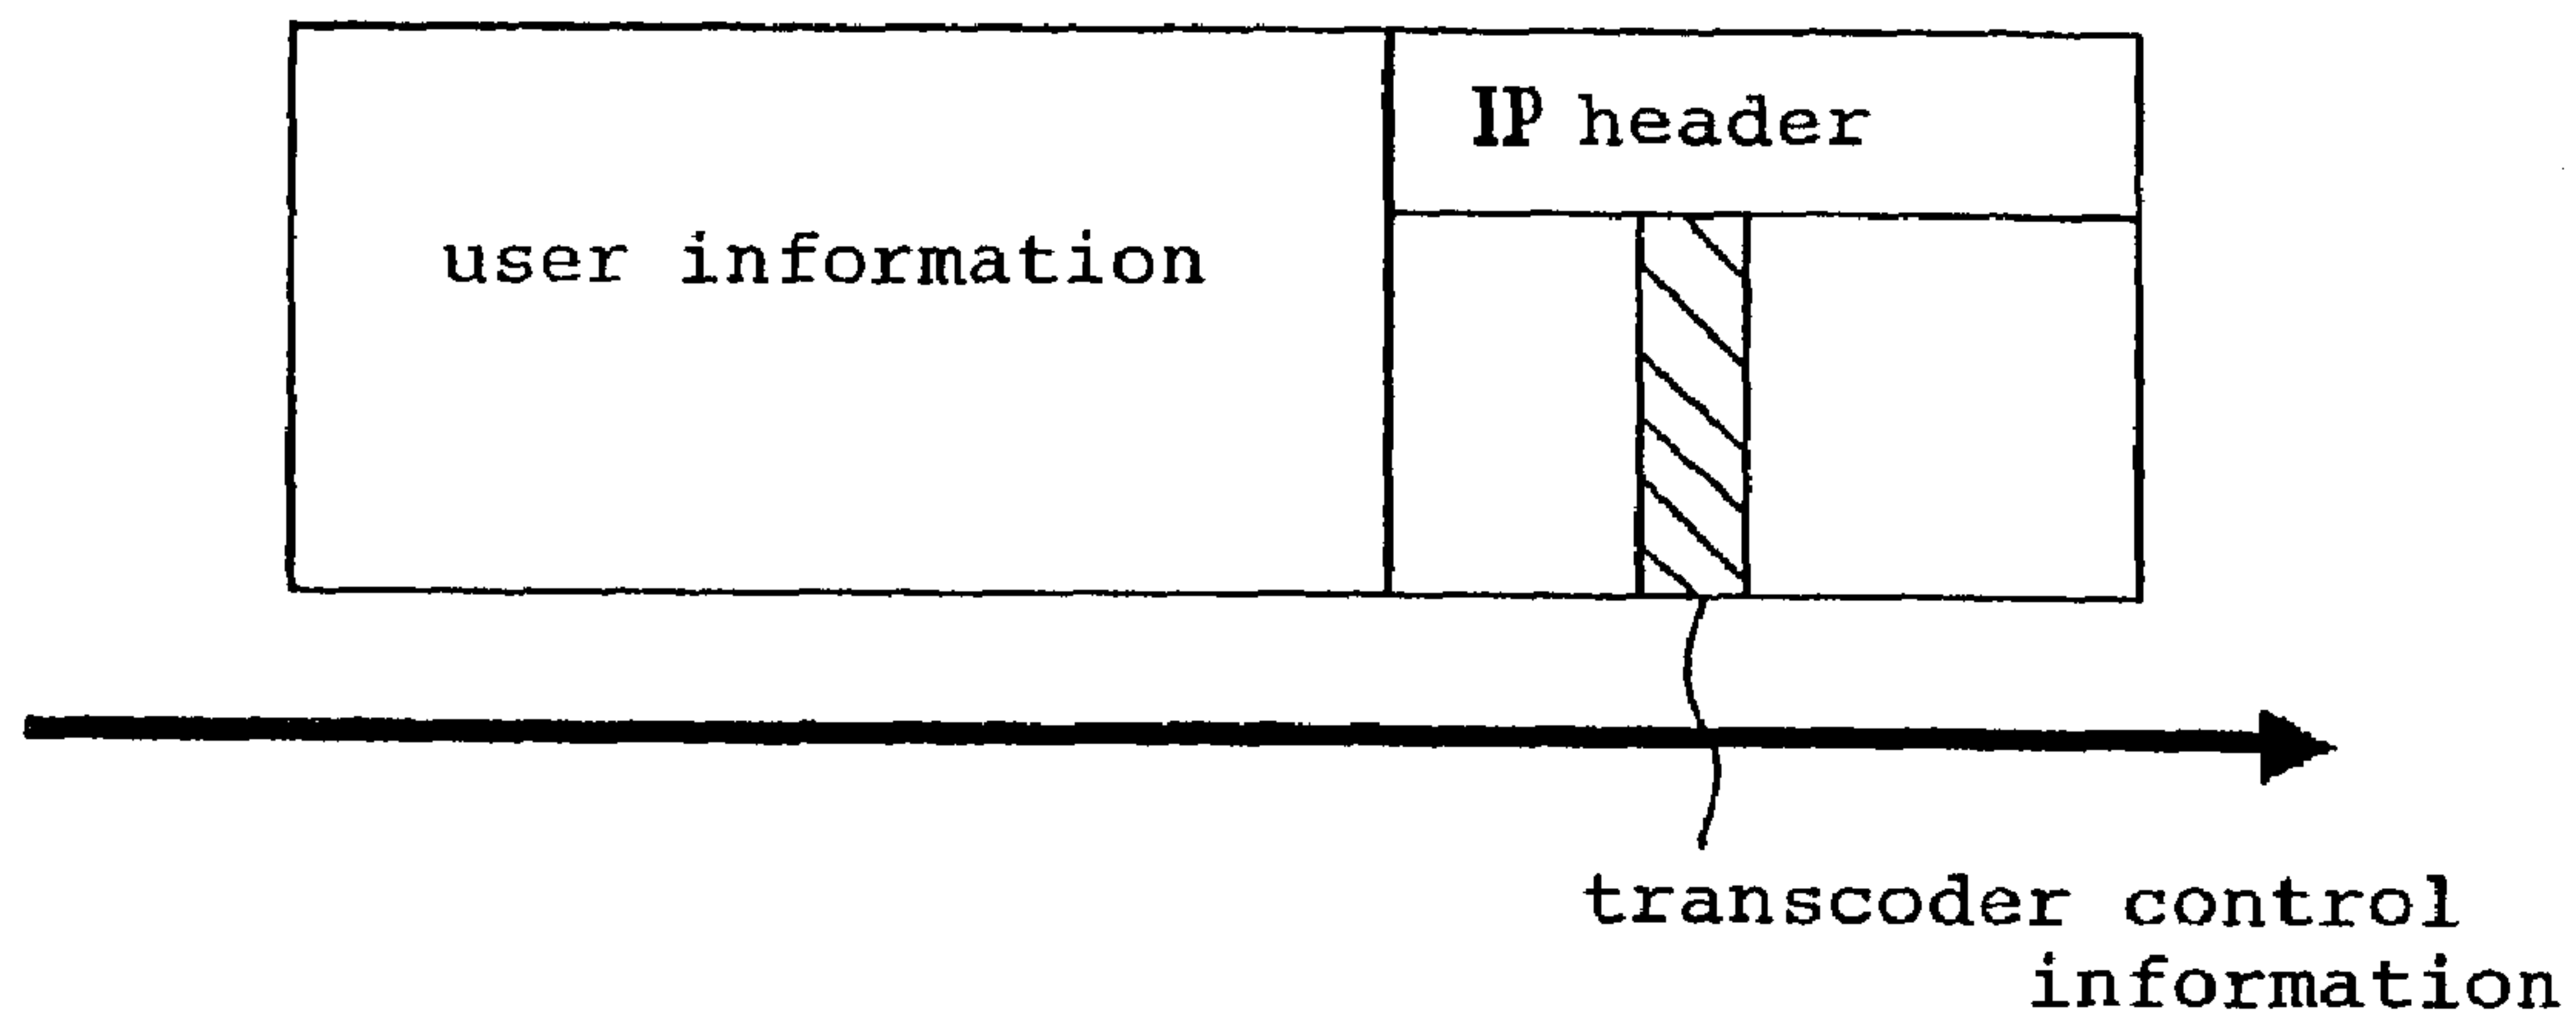 IP header
user information
transcoder control
information